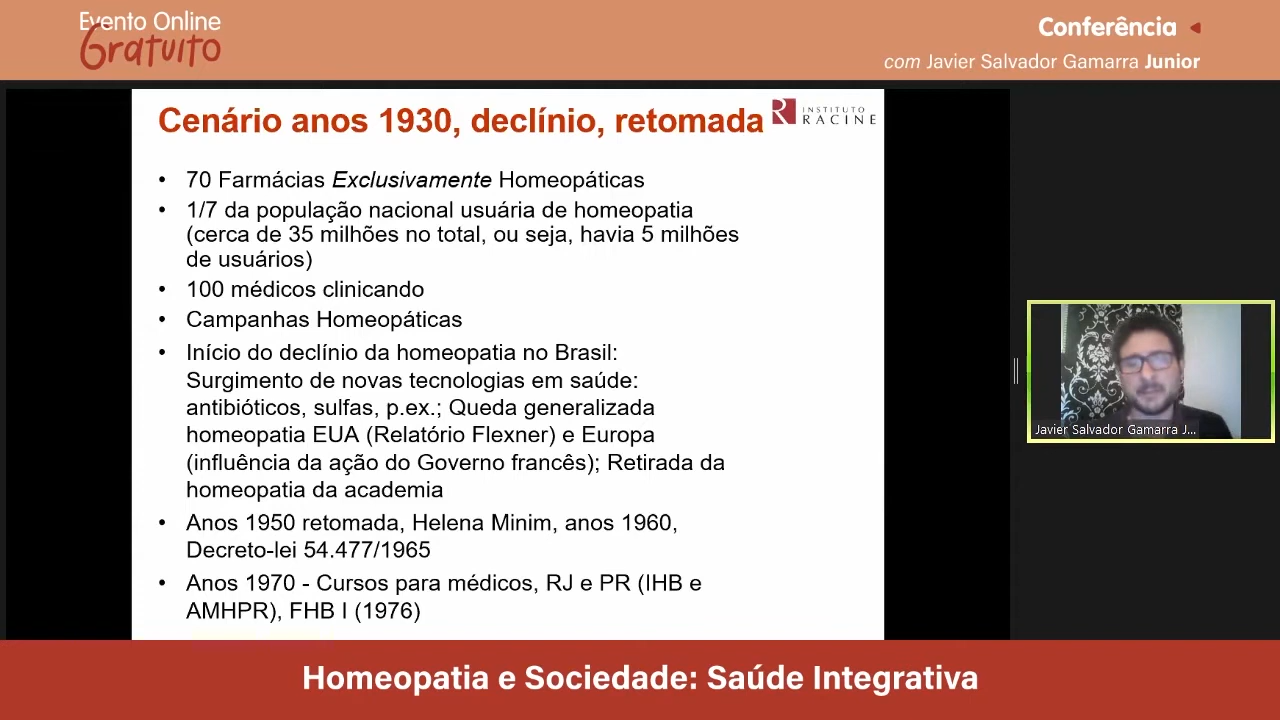 Evento Online
Gratuito
Conferência
com Javier Salvador Gamarra Junior
Cenário anos 1930, declínio, retomada
INSTITUTO
RACINE
• 70 Farmácias Exclusivamente Homeopáticas
• 1/7 da população nacional usuária de homeopatia
(cerca de 35 milhões no total, ou seja, havia 5 milhões
de usuários)
• 100 médicos clinicando
• Campanhas Homeopáticas
• Início do declínio da homeopatia no Brasil:
Surgimento de novas tecnologias em saúde:
antibióticos, sulfas, p.ex.; Queda generalizada
homeopatia EUA (Relatório Flexner) e Europa
(influência da ação do Governo francês); Retirada da
homeopatia da academia
• Anos 1950 retomada, Helena Minim, anos 1960,
Decreto-lei 54.477/1965
• Anos 1970 - Cursos para médicos, RJ e PR (IHB e
AMHPR), FHB I (1976)
Javier Salvador Gamarra J...
Homeopatia e Sociedade: Saúde Integrativa